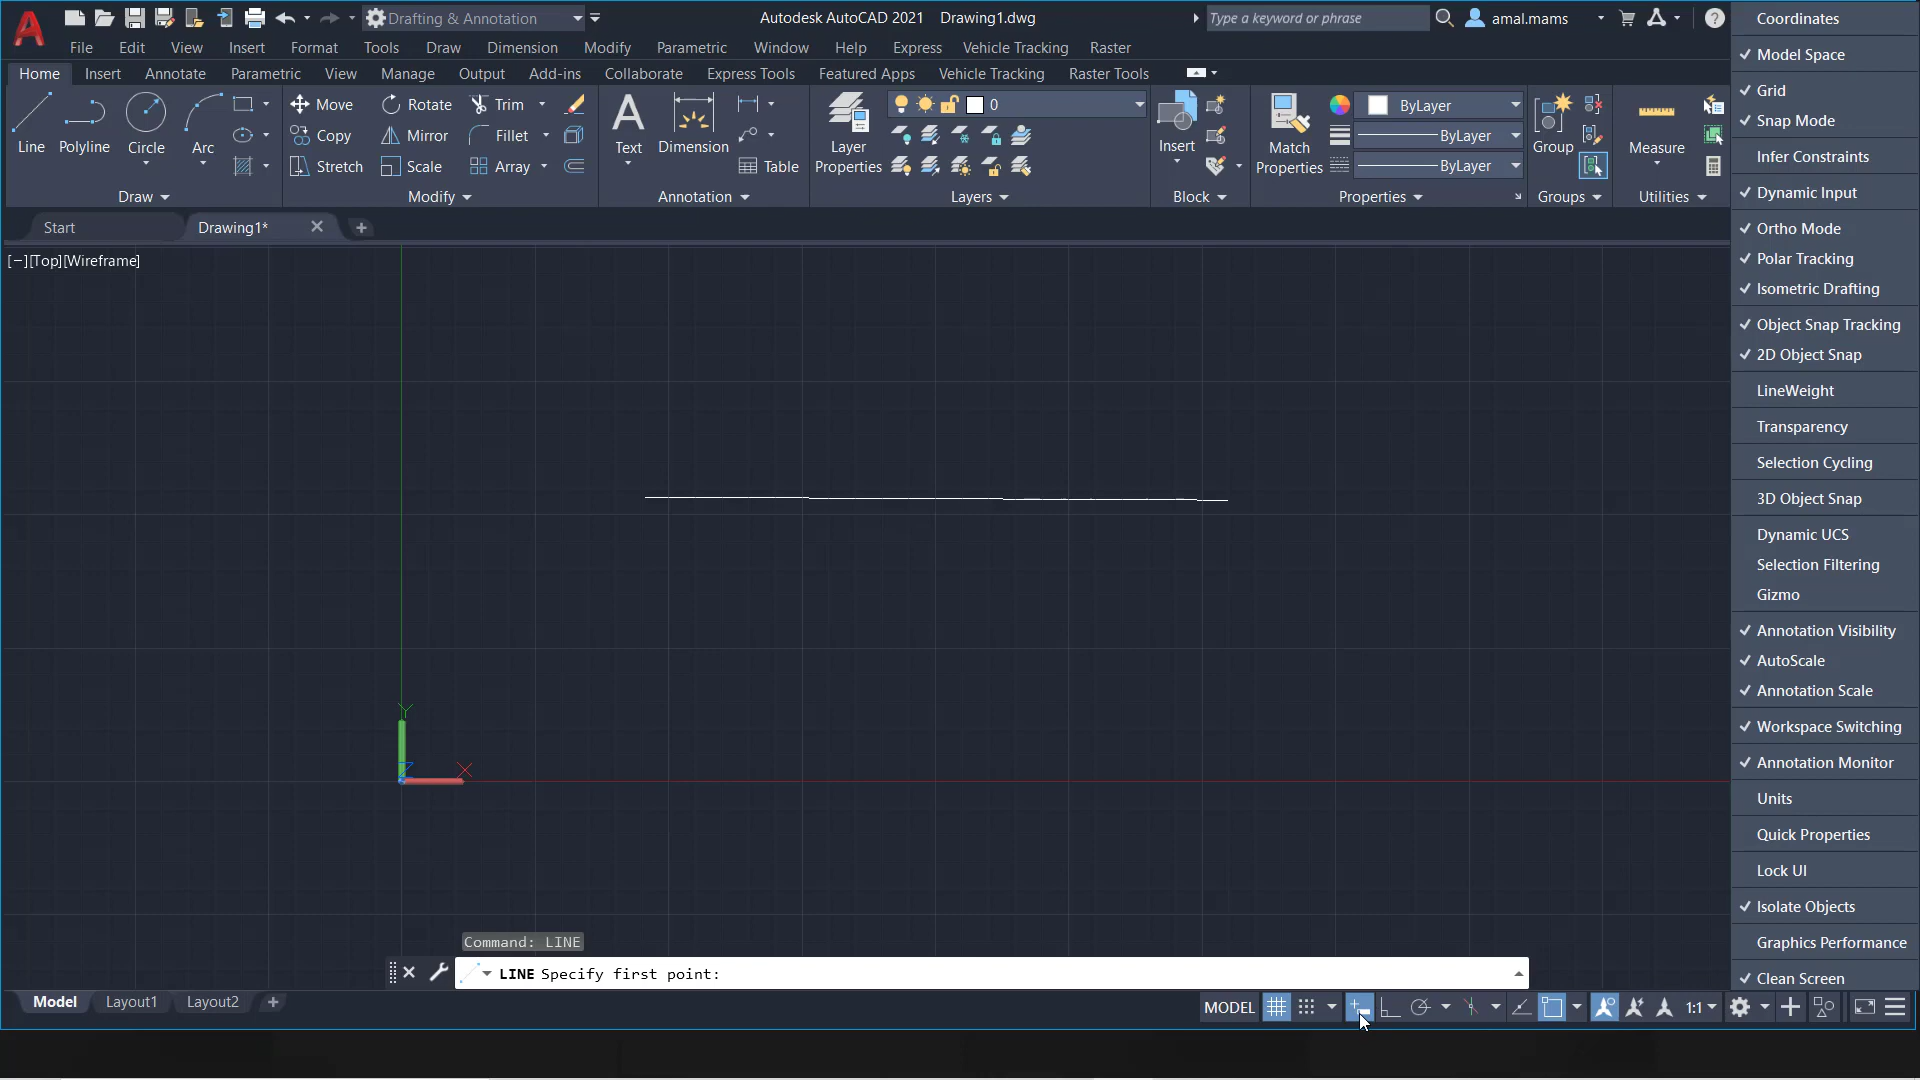 Drafting & Annotation
Autodesk AutoCAD 2021 Drawing1.dwg
Type a keyword or phrase
amal.mams
File Edit View Insert Format Tools Draw Dimension Modify Parametric Window Help Express Vehicle Tracking Raster
Home Insert Annotate Parametric View Manage Output Add-ins Collaborate Express Tools Featured Apps Vehicle Tracking Raster Tools
Line Polyline Circle Arc
Draw
Move Rotate Trim
Copy Mirror Fillet
Stretch Scale Array
Modify
Text Dimension Table
Annotation
Layer Properties
0
Layers
Insert
Block
Match Properties
ByLayer
ByLayer
ByLayer
Properties
Group
Groups
Measure
Utilities
Start Drawing1*
[−][Top][Wireframe]
Y
X
Z
Command: LINE
LINE Specify first point:
Model Layout1 Layout2
MODEL 1:1
Coordinates
Model Space
Grid
Snap Mode
Infer Constraints
Dynamic Input
Ortho Mode
Polar Tracking
Isometric Drafting
Object Snap Tracking
2D Object Snap
LineWeight
Transparency
Selection Cycling
3D Object Snap
Dynamic UCS
Selection Filtering
Gizmo
Annotation Visibility
AutoScale
Annotation Scale
Workspace Switching
Annotation Monitor
Units
Quick Properties
Lock UI
Isolate Objects
Graphics Performance
Clean Screen